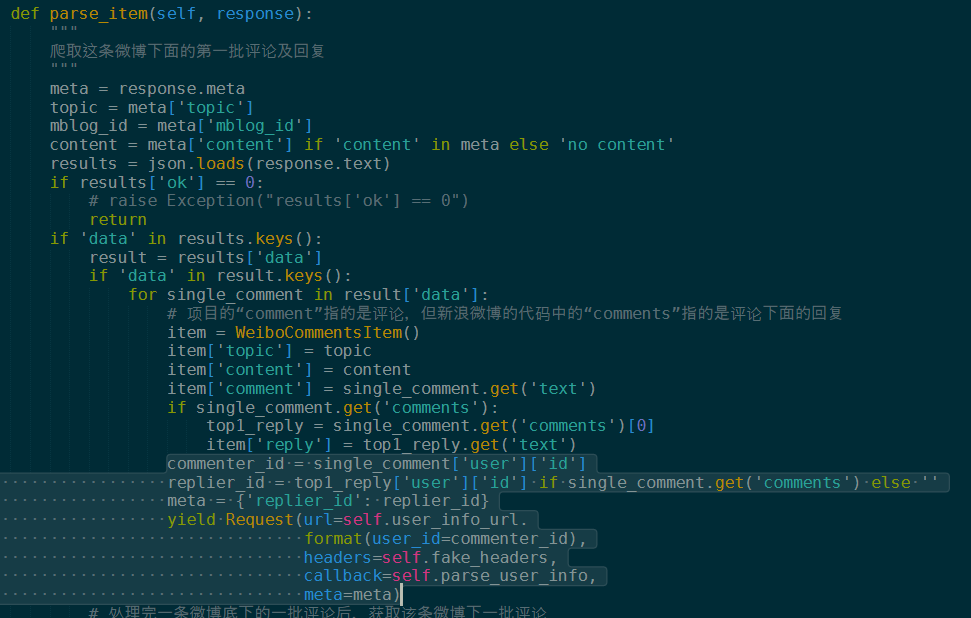 def parse_item(self, response):
"""
爬取这条微博下面的第一批评论及回复
"""
meta = response.meta
topic = meta['topic']
mblog_id = meta['mblog_id']
content = meta['content'] if 'content' in meta else 'no content'
results = json.loads(response.text)
if results['ok'] == 0:
# raise Exception("results['ok'] == 0")
return
if 'data' in results.keys():
result = results['data']
if 'data' in result.keys():
for single_comment in result['data']:
# 项目的“comment”指的是评论，但新浪微博的代码中的“comments”指的是评论下面的回复
item = WeiboCommentsItem()
item['topic'] = topic
item['content'] = content
item['comment'] = single_comment.get('text')
if single_comment.get('comments'):
top1_reply = single_comment.get('comments')[0]
item['reply'] = top1_reply.get('text')
commenter_id = single_comment['user']['id']
replier_id = top1_reply['user']['id'] if single_comment.get('comments') else ''
meta = {'replier_id': replier_id}
yield Request(url=self.user_info_url.
format(user_id=commenter_id),
headers=self.fake_headers,
callback=self.parse_user_info,
meta=meta)
# 处理完一条微博底下的一批评论后，获取该条微博下一批评论